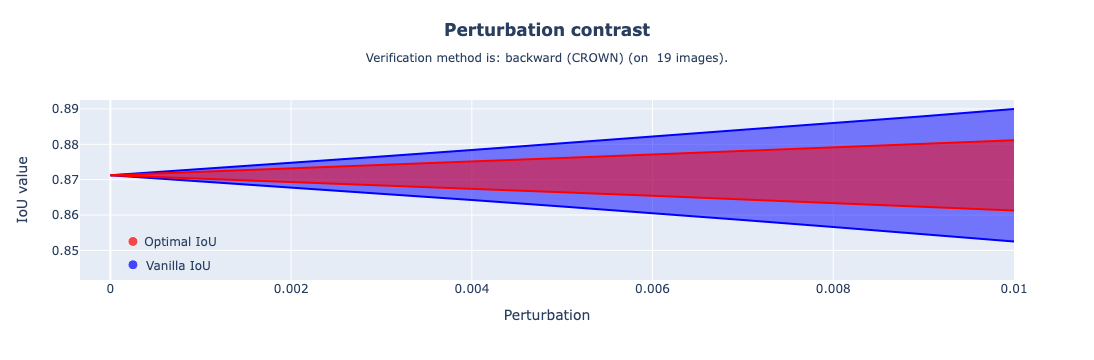 Perturbation contrast
Verification method is: backward (CROWN) (on  19 images).
IoU value
0.89
0.88
0.87
0.86
0.85
Optimal IoU
Vanilla IoU
0
0.002
0.004
0.006
0.008
0.01
Perturbation